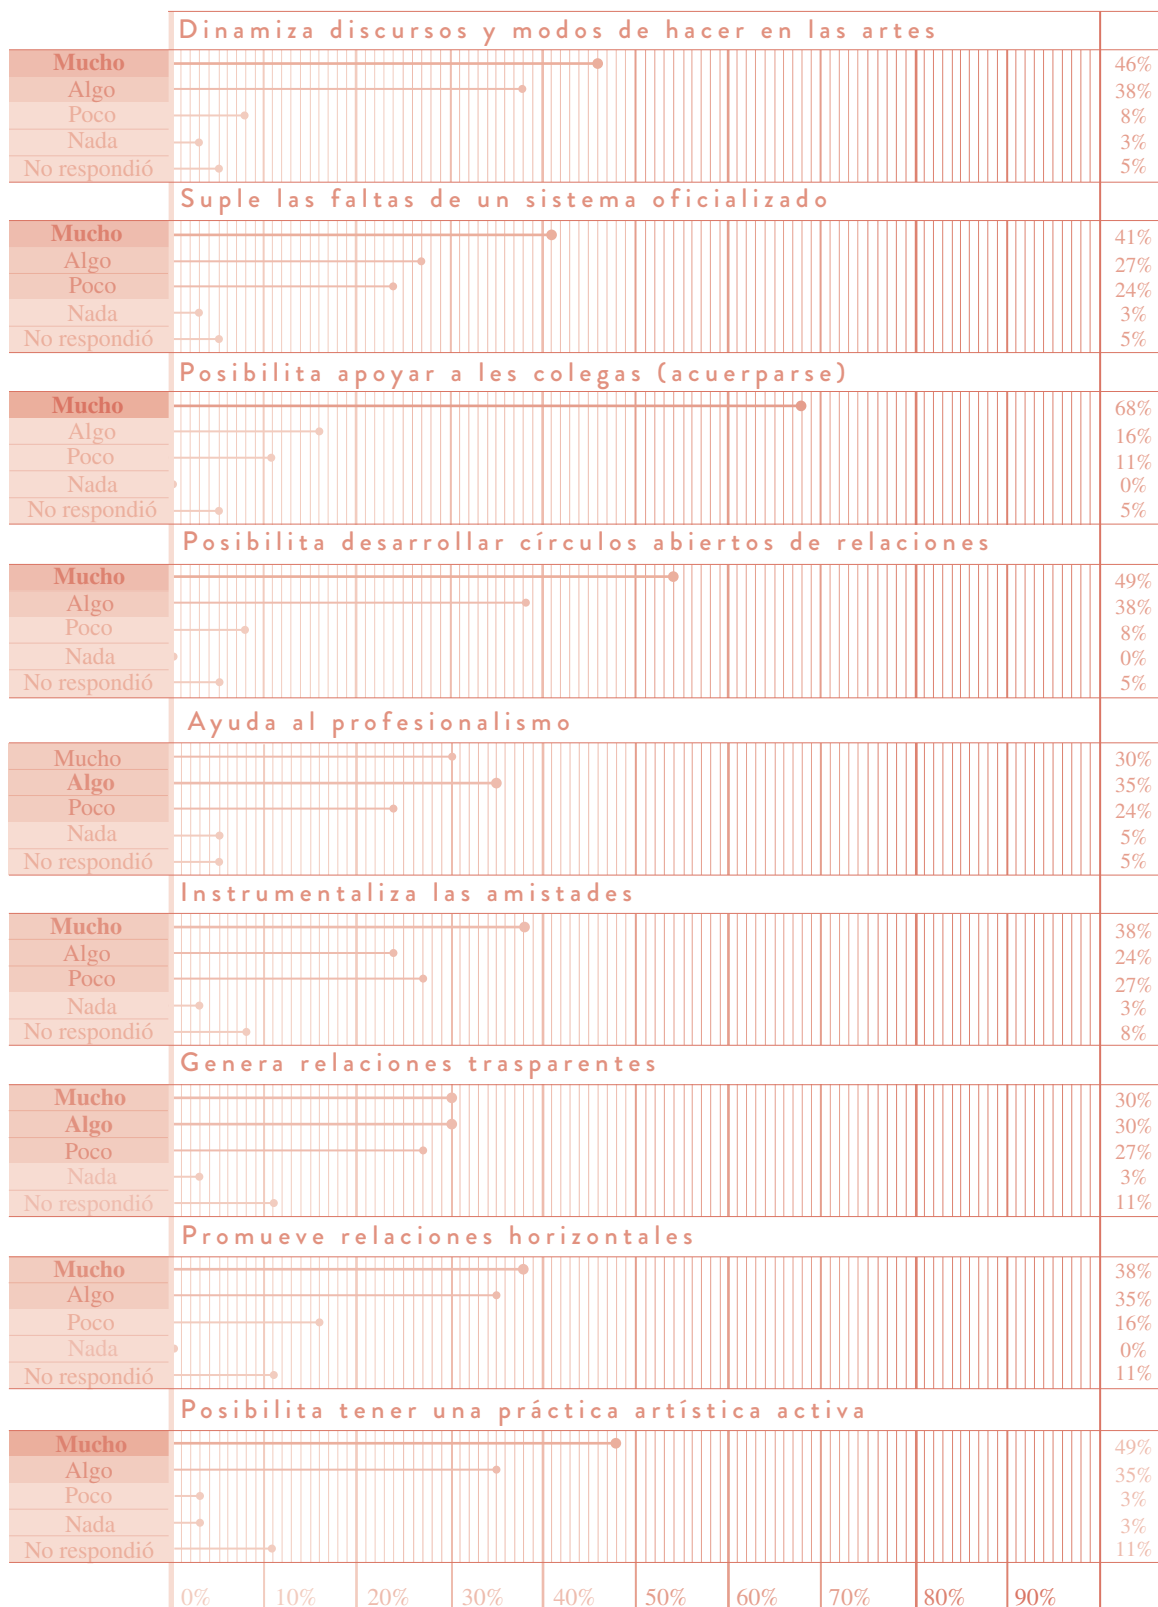 Dinamiza discursos y modos de hacer en las artes
Mucho 46%
Algo 38%
Poco 8%
Nada 3%
No respondió 5%
Suple las faltas de un sistema oficializado
Mucho 41%
Algo 27%
Poco 24%
Nada 3%
No respondió 5%
Posibilita apoyar a les colegas (acuerparse)
Mucho 68%
Algo 16%
Poco 11%
Nada 0%
No respondió 5%
Posibilita desarrollar círculos abiertos de relaciones
Mucho 49%
Algo 38%
Poco 8%
Nada 0%
No respondió 5%
Ayuda al profesionalismo
Mucho 30%
Algo 35%
Poco 24%
Nada 5%
No respondió 5%
Instrumentaliza las amistades
Mucho 38%
Algo 24%
Poco 27%
Nada 3%
No respondió 8%
Genera relaciones trasparentes
Mucho 30%
Algo 30%
Poco 27%
Nada 3%
No respondió 11%
Promueve relaciones horizontales
Mucho 38%
Algo 35%
Poco 16%
Nada 0%
No respondió 11%
Posibilita tener una práctica artística activa
Mucho 49%
Algo 35%
Poco 3%
Nada 3%
No respondió 11%
0% 10% 20% 30% 40% 50% 60% 70% 80% 90%